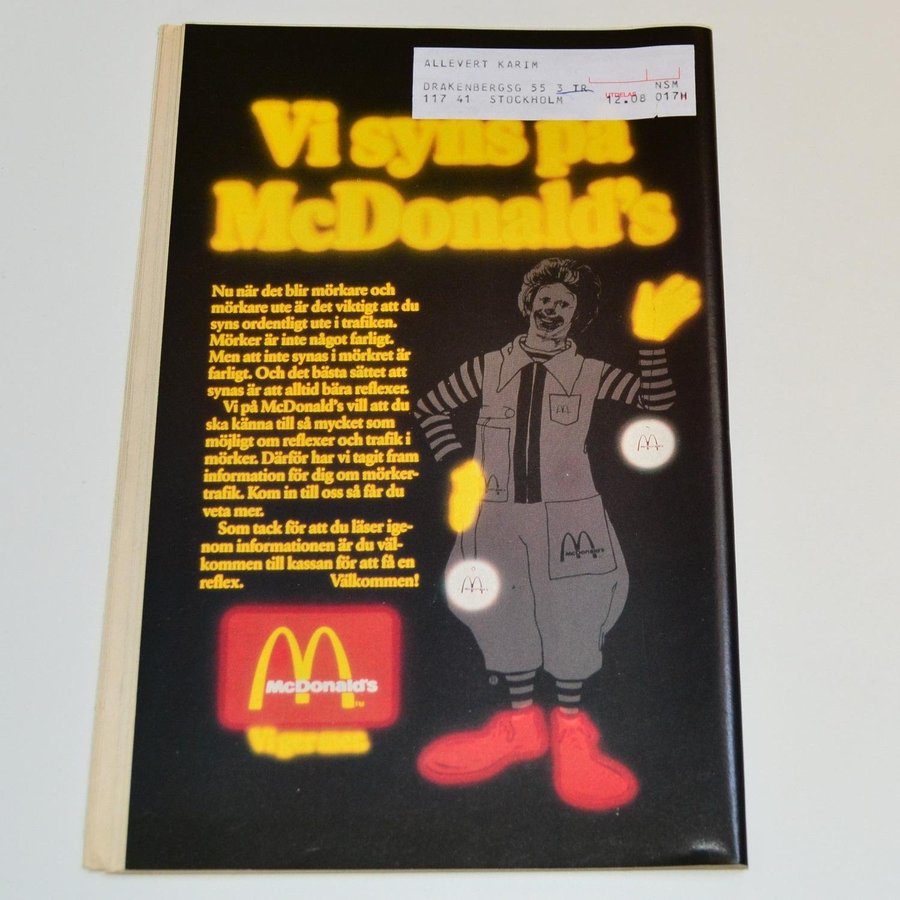 ALLEVERT KARIM
DRAKENBERGSG 55 3 TR NSM
117 41 STOCKHOLM UTDELAS 12.08 017H
Vi syns på
McDonald's
Nu när det blir mörkare och
mörkare ute är det viktigt att du
syns ordentligt ute i trafiken.
Mörker är inte något farligt.
Men att inte synas i mörkret är
farligt. Och det bästa sättet att
synas är att alltid bära reflexer.
Vi på McDonald's vill att du
ska känna till så mycket som
möjligt om reflexer och trafik i
mörker. Därför har vi tagit fram
information för dig om mörker-
trafik. Kom in till oss så får du
veta mer.
Som tack för att du läser ige-
nom informationen är du väl-
kommen till kassan för att få en
reflex. Välkommen!
McDonald's
McDonald's
TM